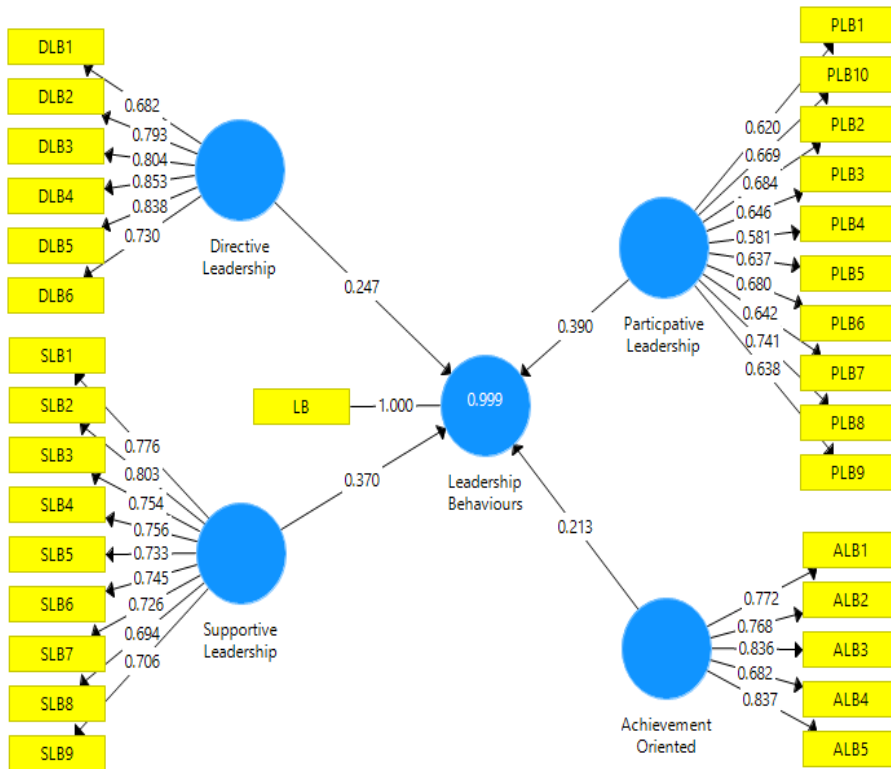 DLB1
DLB2
DLB3
DLB4
DLB5
DLB6
0.682
0.793
0.804
0.853
0.838
0.730
Directive
Leadership
0.247
SLB1
SLB2
SLB3
SLB4
SLB5
SLB6
SLB7
SLB8
SLB9
0.776
0.803
0.754
0.756
0.733
0.745
0.726
0.694
0.706
Supportive
Leadership
0.370
LB
1.000
0.999
Leadership
Behaviours
PLB1
PLB10
PLB2
PLB3
PLB4
PLB5
PLB6
PLB7
PLB8
PLB9
0.620
0.669
0.684
0.646
0.581
0.637
0.680
0.642
0.741
0.638
Particpative
Leadership
0.390
ALB1
ALB2
ALB3
ALB4
ALB5
0.772
0.768
0.836
0.682
0.837
Achievement
Oriented
0.213